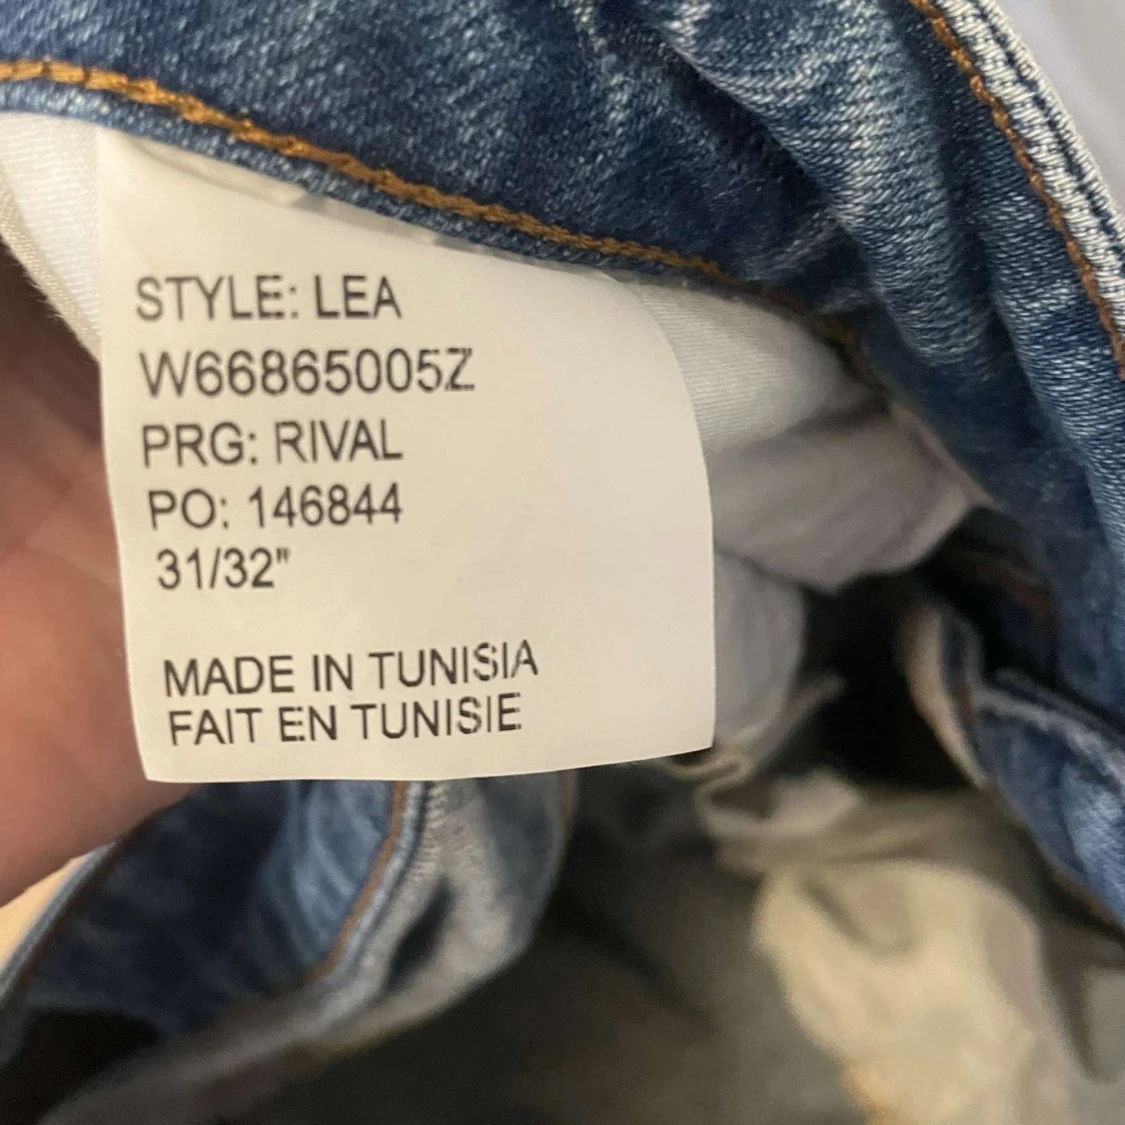 STYLE: LEA
W66865005Z
PRG: RIVAL
PO: 146844
31/32"
MADE IN TUNISIA
FAIT EN TUNISIE